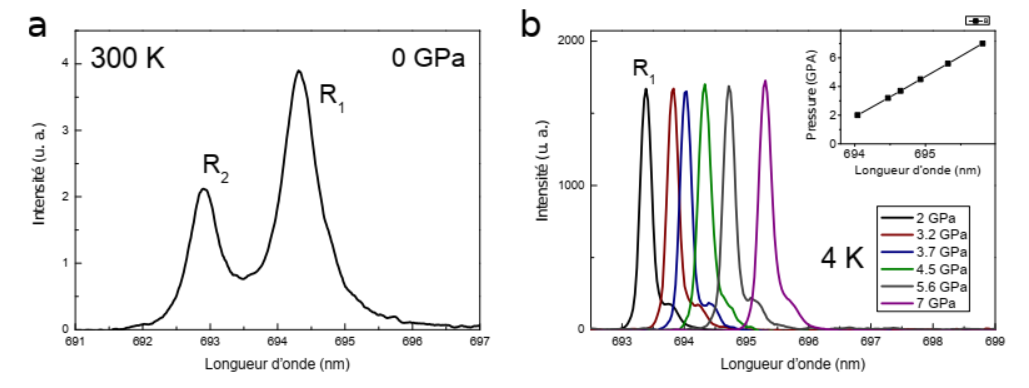 a
300 K
0 GPa
R1
R2
Intensité (u. a.)
4
3
2
1
0
691 692 693 694 695 696 697
Longueur d'onde (nm)
b
R1
Intensité (u. a.)
2000
1000
0
693 694 695 696 697 698 699
Longueur d'onde (nm)
4 K
2 GPa
3.2 GPa
3.7 GPa
4.5 GPa
5.6 GPa
7 GPa
B
Pressure (GPA)
6
4
2
0
694 695
Longueur d'onde (nm)